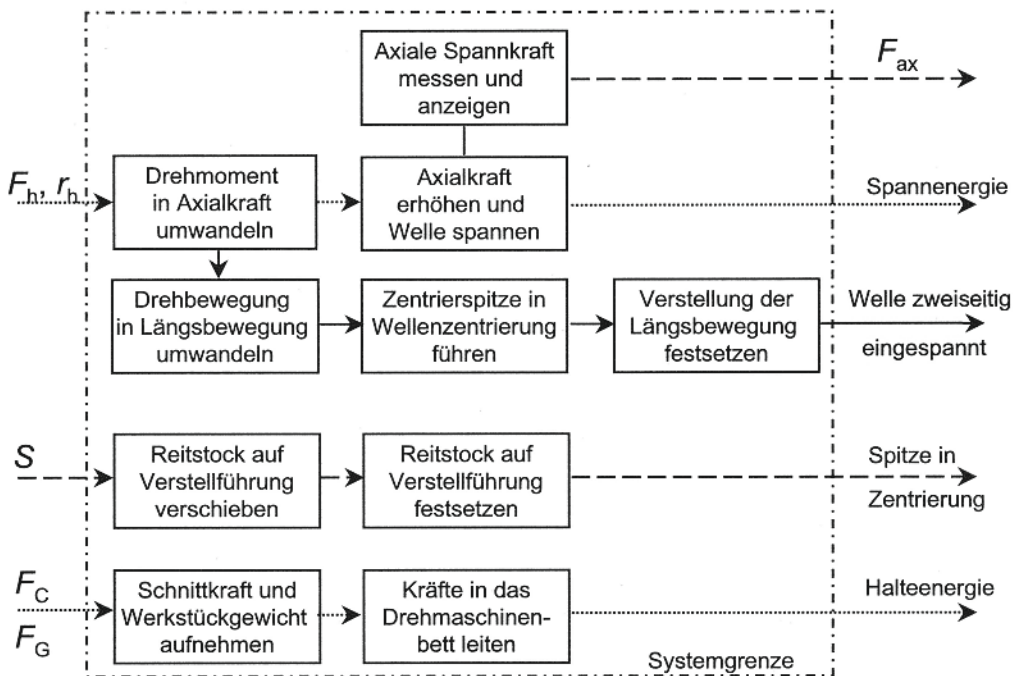 Axiale Spannkraft
messen und
anzeigen
F_ax
F_h, r_h
Drehmoment
in Axialkraft
umwandeln
Axialkraft
erhöhen und
Welle spannen
Spannenergie
Drehbewegung
in Längsbewegung
umwandeln
Zentrierspitze in
Wellenzentrierung
führen
Verstellung der
Längsbewegung
festsetzen
Welle zweiseitig
eingespannt
S
Reitstock auf
Verstellführung
verschieben
Reitstock auf
Verstellführung
festsetzen
Spitze in
Zentrierung
F_C
F_G
Schnittkraft und
Werkstückgewicht
aufnehmen
Kräfte in das
Drehmaschinen-
bett leiten
Halteenergie
Systemgrenze